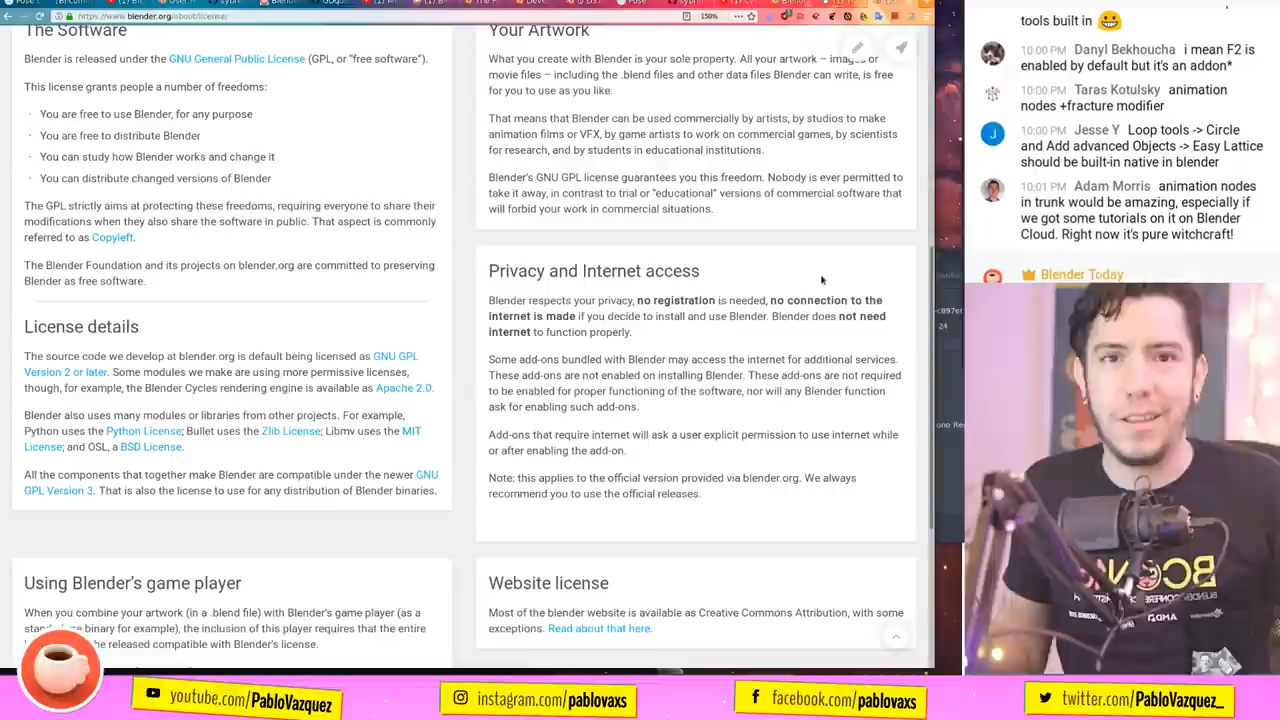 https://www.blender.org/about/license/
150%
The Software
Blender is released under the GNU General Public License (GPL, or "free software").
This license grants people a number of freedoms:
· You are free to use Blender, for any purpose
· You are free to distribute Blender
· You can study how Blender works and change it
· You can distribute changed versions of Blender
The GPL strictly aims at protecting these freedoms, requiring everyone to share their
modifications when they also share the software in public. That aspect is commonly
referred to as Copyleft.
The Blender Foundation and its projects on blender.org are committed to preserving
Blender as free software.
License details
The source code we develop at blender.org is default being licensed as GNU GPL
Version 2 or later. Some modules we make are using more permissive licenses,
though, for example, the Blender Cycles rendering engine is available as Apache 2.0.
Blender also uses many modules or libraries from other projects. For example,
Python uses the Python License; Bullet uses the Zlib License; Libmv uses the MIT
License; and OSL, a BSD License.
All the components that together make Blender are compatible under the newer GNU
GPL Version 3. That is also the license to use for any distribution of Blender binaries.
Using Blender's game player
When you combine your artwork (in a .blend file) with Blender's game player (as a
binary for example), the inclusion of this player requires that the entire
be released compatible with Blender's license.
Your Artwork
What you create with Blender is your sole property. All your artwork – images or
movie files – including the .blend files and other data files Blender can write, is free
for you to use as you like.
That means that Blender can be used commercially by artists, by studios to make
animation films or VFX, by game artists to work on commercial games, by scientists
for research, and by students in educational institutions.
Blender's GNU GPL license guarantees you this freedom. Nobody is ever permitted to
take it away, in contrast to trial or "educational" versions of commercial software that
will forbid your work in commercial situations.
Privacy and Internet access
Blender respects your privacy, no registration is needed, no connection to the
internet is made if you decide to install and use Blender. Blender does not need
internet to function properly.
Some add-ons bundled with Blender may access the internet for additional services.
These add-ons are not enabled on installing Blender. These add-ons are not required
to be enabled for proper functioning of the software, nor will any Blender function
ask for enabling such add-ons.
Add-ons that require internet will ask a user explicit permission to use internet while
or after enabling the add-on.
Note: this applies to the official version provided via blender.org. We always
recommend you to use the official releases.
Website license
Most of the blender website is available as Creative Commons Attribution, with some
exceptions. Read about that here.
tools built in 😀
10:00 PM Danyl Bekhoucha i mean F2 is
enabled by default but it's an addon*
10:00 PM Taras Kotulsky animation
nodes +fracture modifier
J
10:00 PM Jesse Y Loop tools -> Circle
and Add advanced Objects -> Easy Lattice
should be built-in native in blender
10:01 PM Adam Morris animation nodes
in trunk would be amazing, especially if
we got some tutorials on it on Blender
Cloud. Right now it's pure witchcraft!
Blender Today
24
youtube.com/PabloVazquez
instagram.com/pablovaxs
facebook.com/pablovaxs
twitter.com/PabloVazquez_